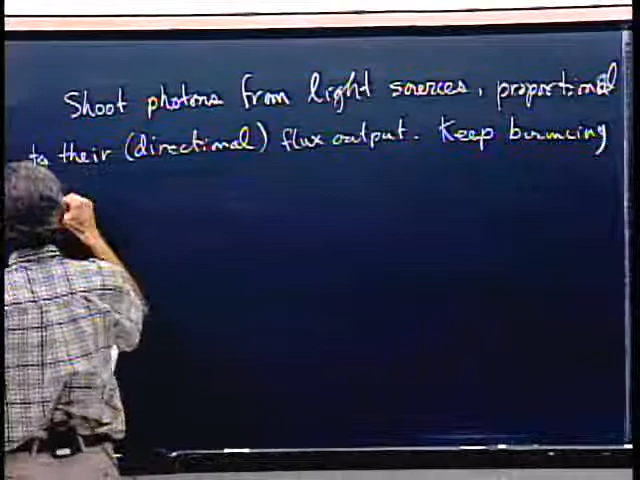 Shoot photons from light sources, proportional
to their (directional) flux output. Keep bouncing